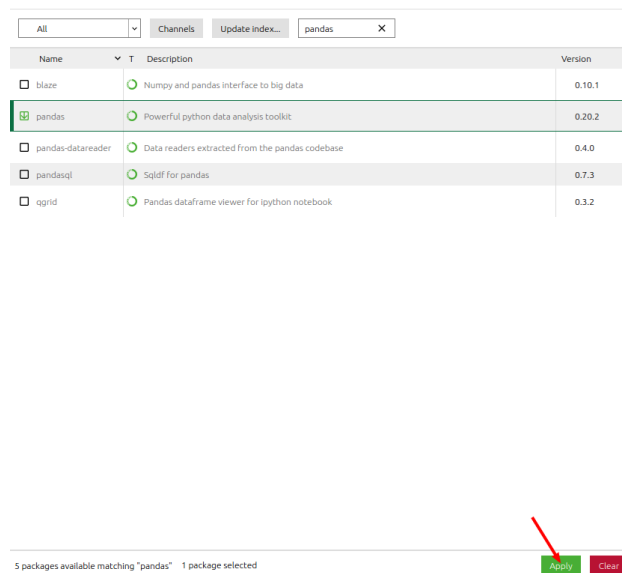 All Channels Update index... pandas X
Name T Description Version
blaze Numpy and pandas interface to big data 0.10.1
pandas Powerful python data analysis toolkit 0.20.2
pandas-datareader Data readers extracted from the pandas codebase 0.4.0
pandasql Sqldf for pandas 0.7.3
qgrid Pandas dataframe viewer for ipython notebook 0.3.2
5 packages available matching "pandas" 1 package selected Apply Clear